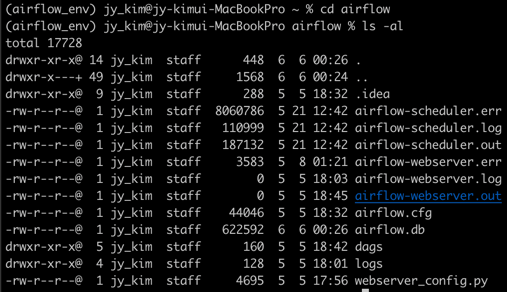 (airflow_env) jy_kim@jy-kimui-MacBookPro ~ % cd airflow
(airflow_env) jy_kim@jy-kimui-MacBookPro airflow % ls -al
total 17728
drwxr-xr-x@ 14 jy_kim  staff      448  6  6 00:26 .
drwxr-x---+ 49 jy_kim  staff     1568  6  6 00:24 ..
drwxr-xr-x@  9 jy_kim  staff      288  5  5 18:32 .idea
-rw-r--r--@  1 jy_kim  staff  8060786  5 21 12:42 airflow-scheduler.err
-rw-r--r--@  1 jy_kim  staff   110999  5 21 12:42 airflow-scheduler.log
-rw-r--r--@  1 jy_kim  staff   187132  5 21 12:42 airflow-scheduler.out
-rw-r--r--@  1 jy_kim  staff     3583  5  8 01:21 airflow-webserver.err
-rw-r--r--@  1 jy_kim  staff        0  5  5 18:03 airflow-webserver.log
-rw-r--r--@  1 jy_kim  staff        0  5  5 18:45 airflow-webserver.out
-rw-r--r--@  1 jy_kim  staff    44046  5  5 18:32 airflow.cfg
-rw-r--r--@  1 jy_kim  staff   622592  6  6 00:26 airflow.db
drwxr-xr-x@  5 jy_kim  staff      160  5  5 18:42 dags
drwxr-xr-x@  4 jy_kim  staff      128  5  5 18:01 logs
-rw-r--r--@  1 jy_kim  staff     4695  5  5 17:56 webserver_config.py